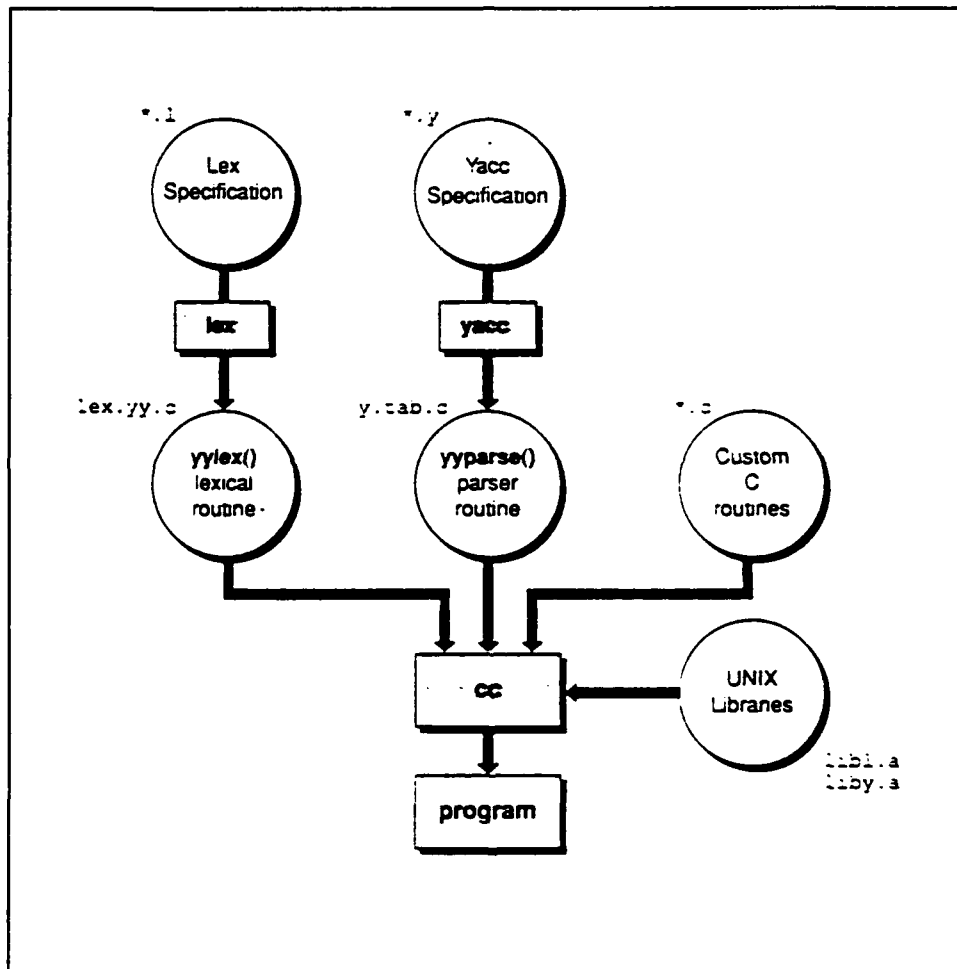 *.l
*.y
Lex
Specification
Yacc
Specification
lex
yacc
lex.yy.c
y.tab.c
*.c
yylex()
lexical
routine
yyparse()
parser
routine
Custom
C
routines
cc
UNIX
Libraries
libl.a
liby.a
program